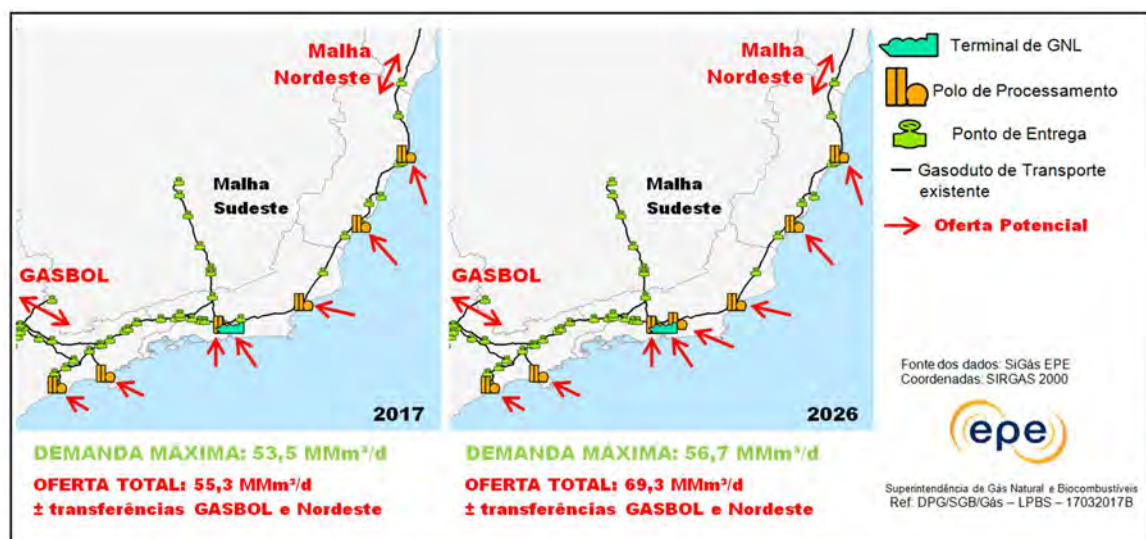 Malha
Nordeste
Malha
Sudeste
GASBOL
2017
DEMANDA MÁXIMA: 53,5 MMm³/d
OFERTA TOTAL: 55,3 MMm³/d
± transferências GASBOL e Nordeste
Malha
Nordeste
Malha
Sudeste
GASBOL
2026
DEMANDA MÁXIMA: 56,7 MMm³/d
OFERTA TOTAL: 69,3 MMm³/d
± transferências GASBOL e Nordeste
Terminal de GNL
Polo de Processamento
Ponto de Entrega
Gasoduto de Transporte
existente
Oferta Potencial
Fonte dos dados: SiGás EPE
Coordenadas: SIRGAS 2000
epe
Superintendência de Gás Natural e Biocombustíveis
Ref: DPG/SGB/Gás – LPBS – 17032017B